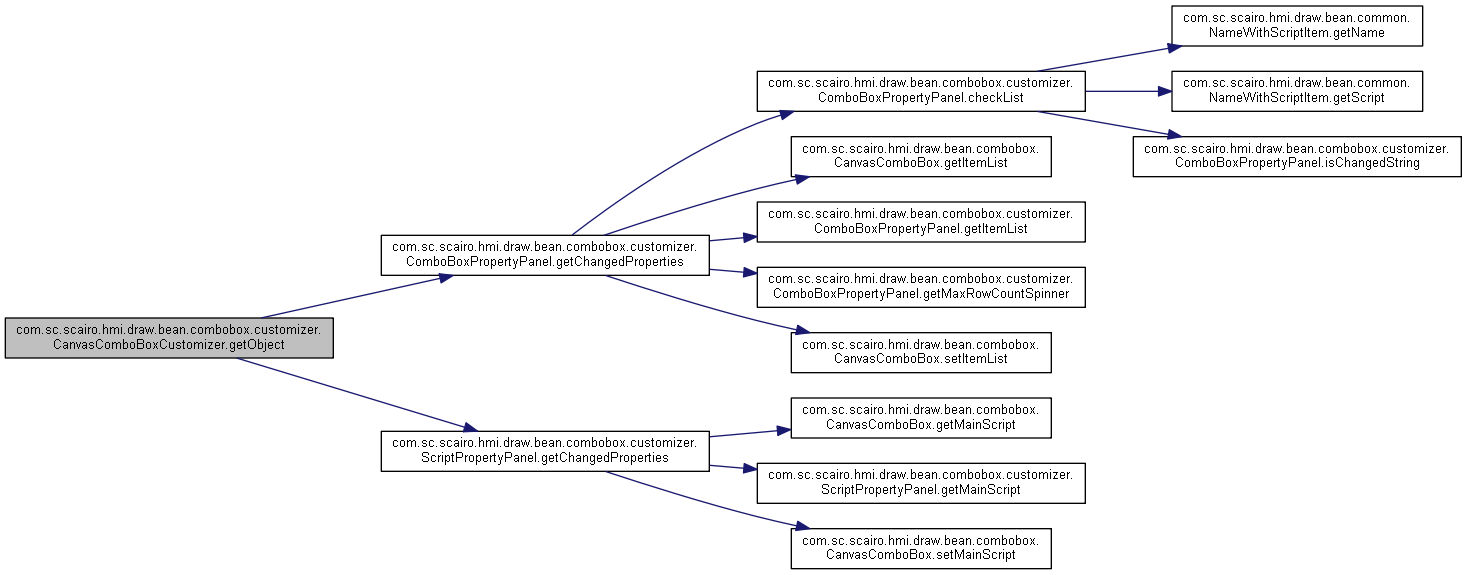 com.sc.scairo.hmi.draw.bean.common.
NameWithScriptItem.getName
com.sc.scairo.hmi.draw.bean.combobox.customizer.
ComboBoxPropertyPanel.checkList
com.sc.scairo.hmi.draw.bean.common.
NameWithScriptItem.getScript
com.sc.scairo.hmi.draw.bean.combobox.
CanvasComboBox.getItemList
com.sc.scairo.hmi.draw.bean.combobox.customizer.
ComboBoxPropertyPanel.isChangedString
com.sc.scairo.hmi.draw.bean.combobox.customizer.
ComboBoxPropertyPanel.getItemList
com.sc.scairo.hmi.draw.bean.combobox.customizer.
ComboBoxPropertyPanel.getChangedProperties
com.sc.scairo.hmi.draw.bean.combobox.customizer.
ComboBoxPropertyPanel.getMaxRowCountSpinner
com.sc.scairo.hmi.draw.bean.combobox.customizer.
CanvasComboBoxCustomizer.getObject
com.sc.scairo.hmi.draw.bean.combobox.
CanvasComboBox.setItemList
com.sc.scairo.hmi.draw.bean.combobox.
CanvasComboBox.getMainScript
com.sc.scairo.hmi.draw.bean.combobox.customizer.
ScriptPropertyPanel.getChangedProperties
com.sc.scairo.hmi.draw.bean.combobox.customizer.
ScriptPropertyPanel.getMainScript
com.sc.scairo.hmi.draw.bean.combobox.
CanvasComboBox.setMainScript